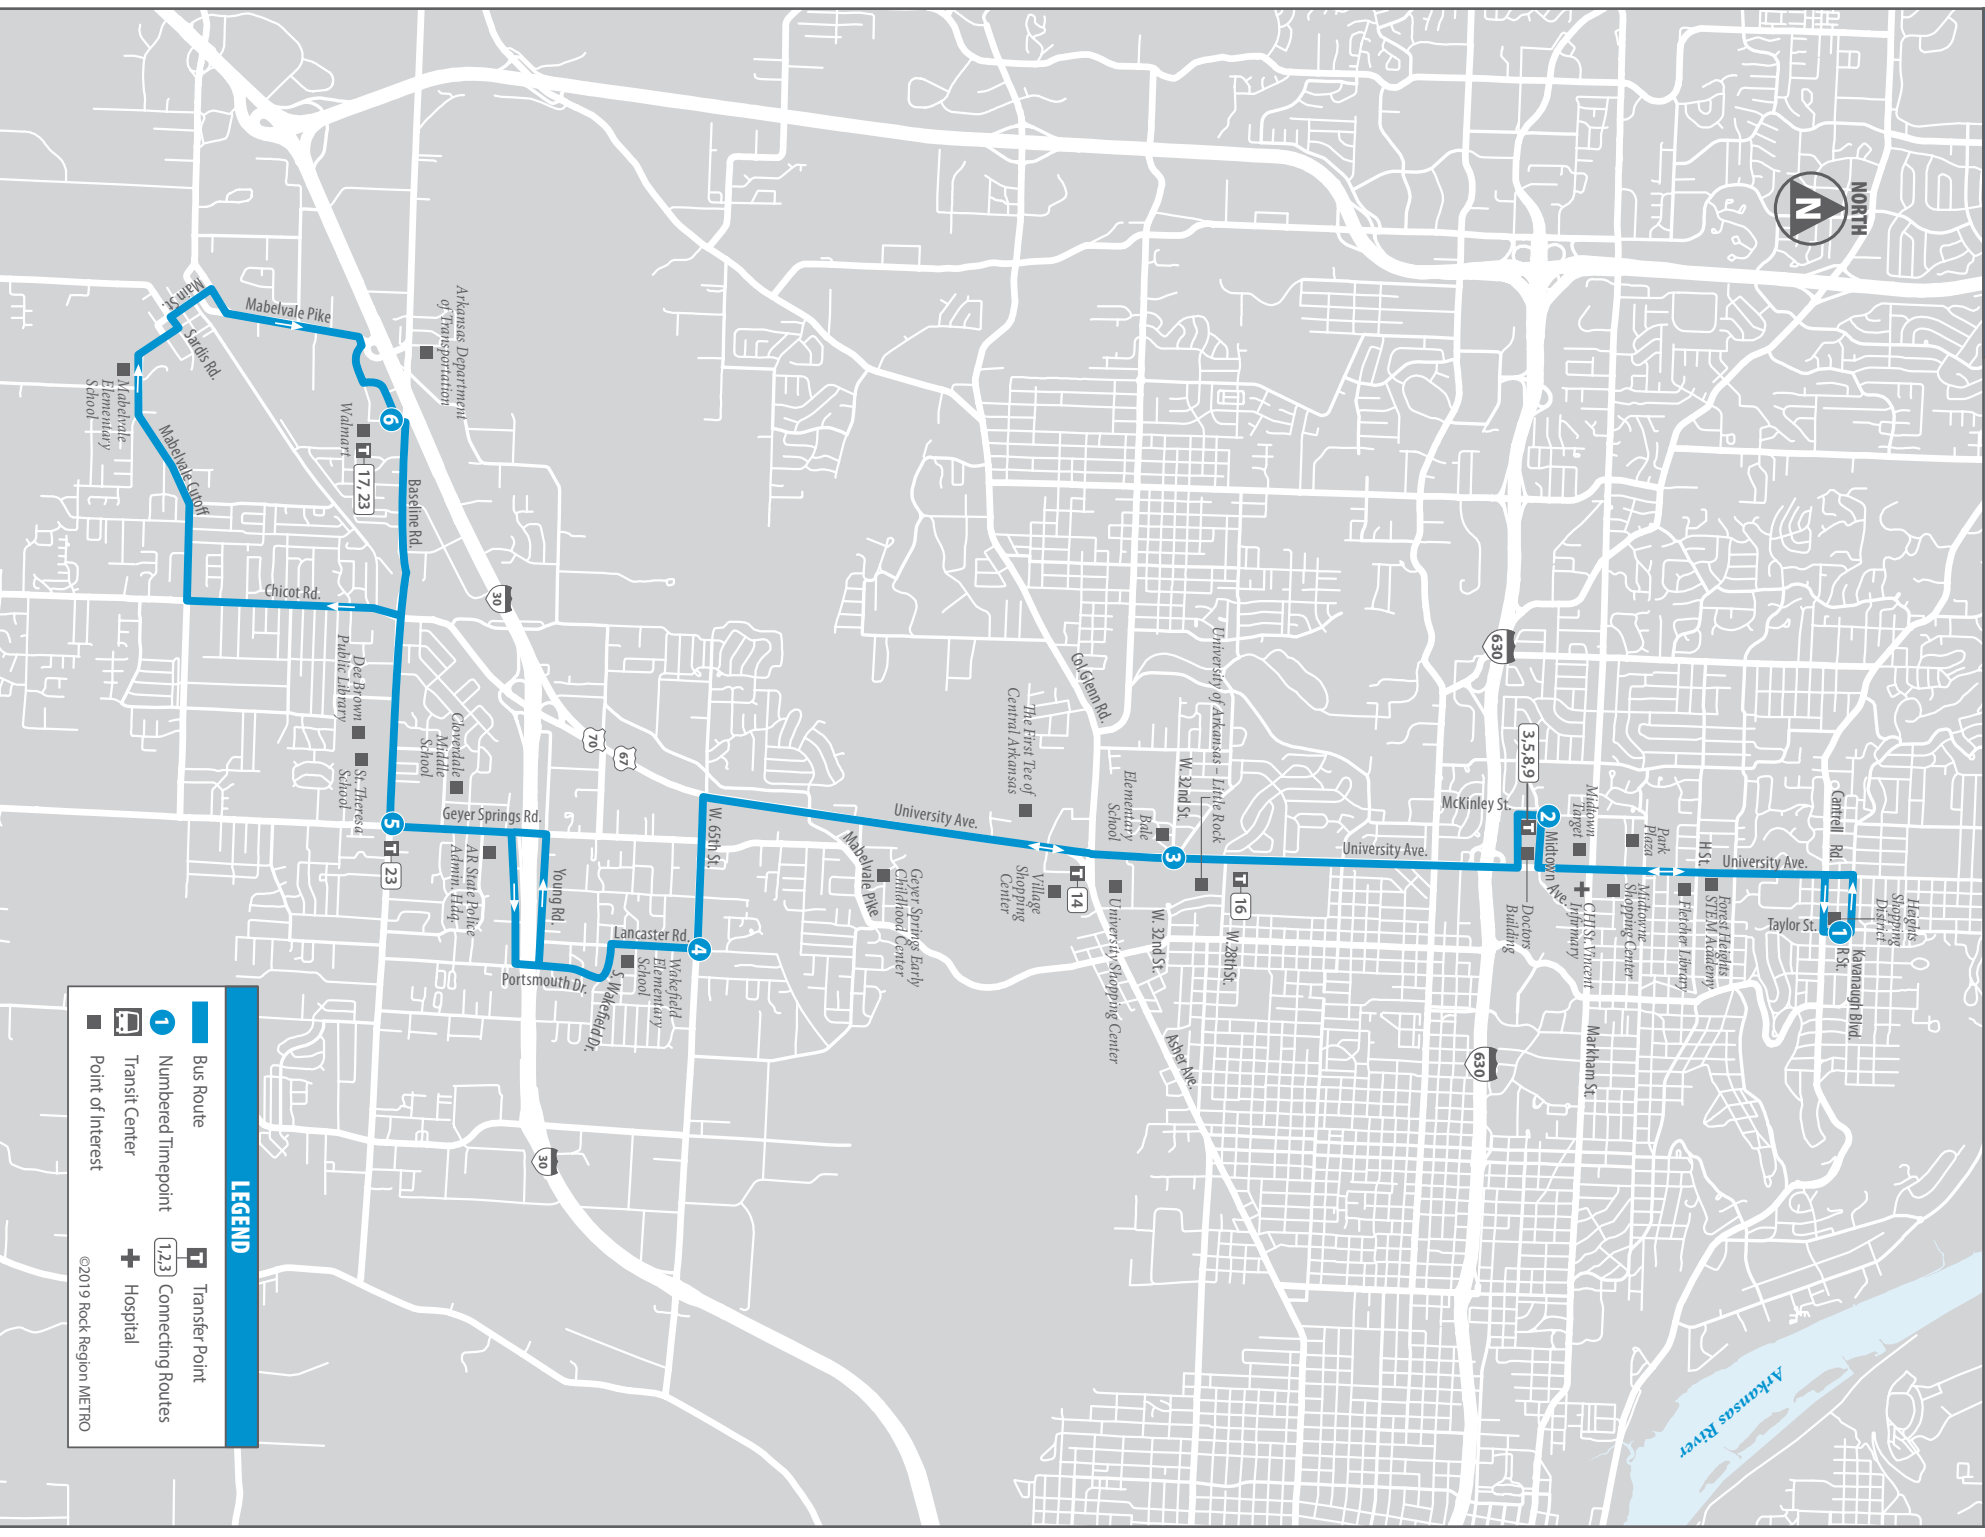 NORTH
N
Heights
Shopping
District
Kavanaugh Blvd.
R St.
1
Taylor St.
Cantrell Rd.
University Ave.
H St.
Forest Heights
STEM Academy
Fletcher Library
Park
Plaza
Midtowne
Shopping Center
Midtown
Target
CHI St. Vincent
Infirmary
Markham St.
2
Midtown Ave.
T
3,5,8,9
McKinley St.
Doctors
Building
630
630
University Ave.
T
16
W. 28th St.
University of Arkansas – Little Rock
3
W. 32nd St.
W. 32nd St.
Bale
Elementary
School
University Shopping Center
Asher Ave.
Col. Glenn Rd.
T
14
Village
Shopping
Center
The First Tee of
Central Arkansas
University Ave.
Geyer Springs Early
Childhood Center
Mabelvale Pike
W. 65th St.
4
Lancaster Rd.
Wakefield
Elementary
School
S. Wakefield Dr.
Portsmouth Dr.
Young Rd.
67
70
30
30
Geyer Springs Rd.
AR State Police
Admin. Hdq.
Cloverdale
Middle
School
5
T
23
St. Theresa
School
Dee Brown
Public Library
Baseline Rd.
Chicot Rd.
6
T
17, 23
Walmart
Arkansas Department
of Transportation
Mabelvale Pike
Main St.
Sardis Rd.
Mabelvale
Elementary
School
Mabelvale Cutoff
Arkansas River
LEGEND
Bus Route
1 Numbered Timepoint
Transit Center
Point of Interest
T Transfer Point
1,2,3 Connecting Routes
Hospital
©2019 Rock Region METRO